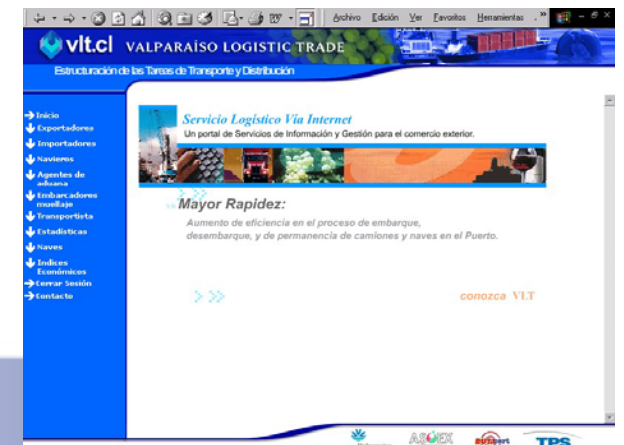 Archivo Edición Ver Favoritos Herramientas
vlt.cl VALPARAÍSO LOGISTIC TRADE
Estructuración de las Tareas de Transporte y Distribución
Inicio
Exportadores
Importadores
Navieros
Agentes de
aduana
Embarcadores
muellaje
Transportista
Estadísticas
Naves
Indices
Económicos
Cerrar Sesión
Contacto
Servicio Logístico Vía Internet
Un portal de Servicios de Información y Gestión para el comercio exterior.
Mayor Rapidez:
Aumento de eficiencia en el proceso de embarque,
desembarque, y de permanencia de camiones y naves en el Puerto.
conozca VLT
ASOEX
TPS